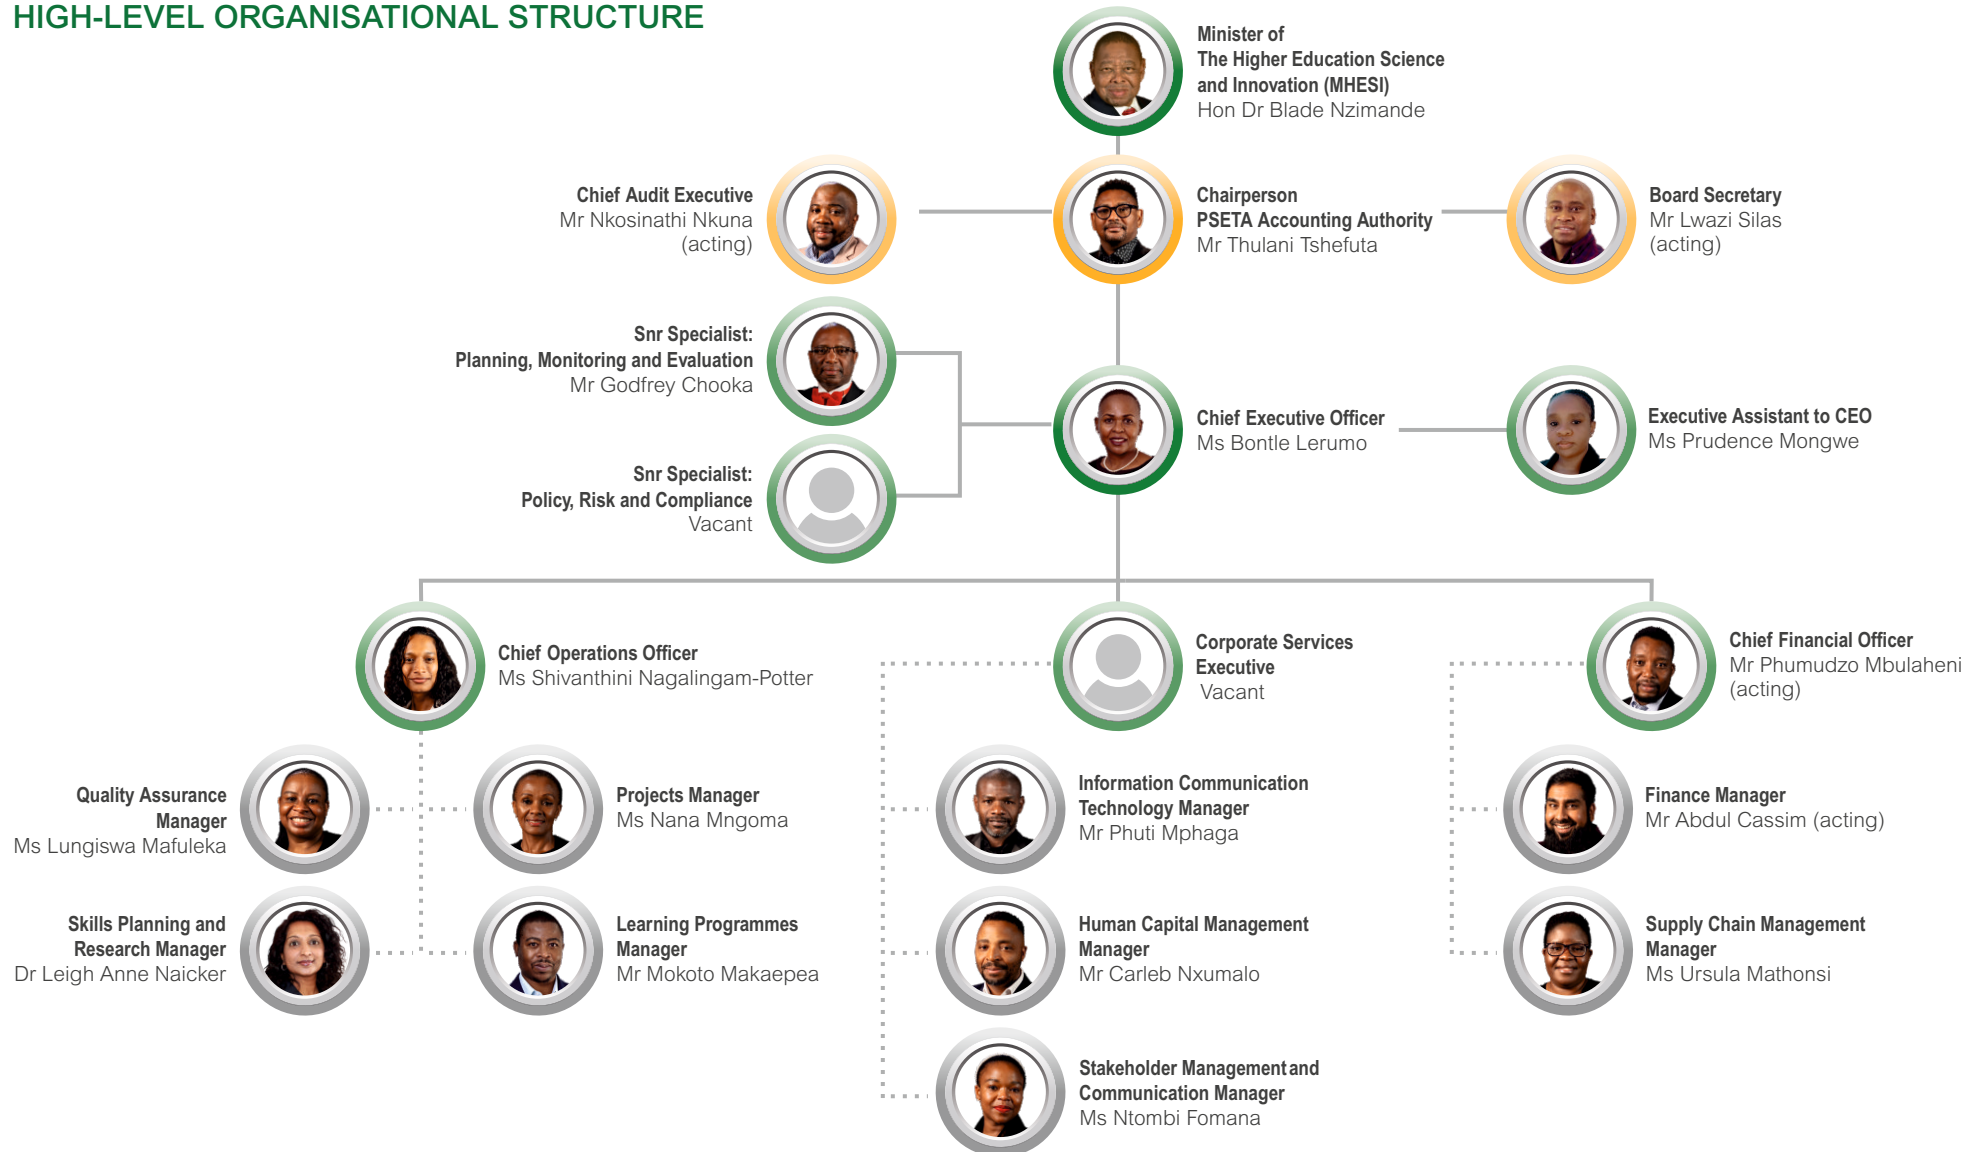 HIGH-LEVEL ORGANISATIONAL STRUCTURE
Minister of
The Higher Education Science
and Innovation (MHESI)
Hon Dr Blade Nzimande
Chief Audit Executive
Mr Nkosinathi Nkuna
(acting)
Chairperson
PSETA Accounting Authority
Mr Thulani Tshefuta
Board Secretary
Mr Lwazi Silas
(acting)
Snr Specialist:
Planning, Monitoring and Evaluation
Mr Godfrey Chooka
Snr Specialist:
Policy, Risk and Compliance
Vacant
Chief Executive Officer
Ms Bontle Lerumo
Executive Assistant to CEO
Ms Prudence Mongwe
Chief Operations Officer
Ms Shivanthini Nagalingam-Potter
Corporate Services
Executive
Vacant
Chief Financial Officer
Mr Phumudzo Mbulaheni
(acting)
Quality Assurance
Manager
Ms Lungiswa Mafuleka
Projects Manager
Ms Nana Mngoma
Information Communication
Technology Manager
Mr Phuti Mphaga
Finance Manager
Mr Abdul Cassim (acting)
Skills Planning and
Research Manager
Dr Leigh Anne Naicker
Learning Programmes
Manager
Mr Mokoto Makaepea
Human Capital Management
Manager
Mr Carleb Nxumalo
Supply Chain Management
Manager
Ms Ursula Mathonsi
Stakeholder Management and
Communication Manager
Ms Ntombi Fomana